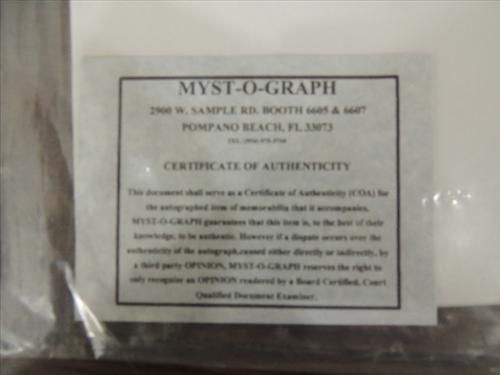 MYST-O-GRAPH
2900 W. SAMPLE RD. BOOTH 6605 & 6607
POMPANO BEACH, FL 33073
CERTIFICATE OF AUTHENTICITY
This document shall serve as a Certificate of Authenticity (COA) for
the autographed item of memorabilia that it accompanies.
MYST-O-GRAPH guarantees that this item is, to the best of their
knowledge, to be authentic. However if a dispute occurs over the
authenticity of the autograph,caused either directly or indirectly, by
a third party OPINION, MYST-O-GRAPH reserves the right to
only recognize an OPINION rendered by a Board Certified, Court
Qualified Document Examiner.